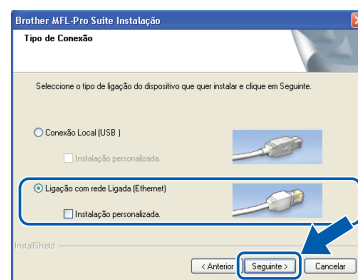 Brother MFL-Pro Suite Instalação
Tipo de Conexão
Seleccione o tipo de ligação do dispositivo que quer instalar e clique em Seguinte.
Conexão Local (USB )
Instalação personalizada.
Ligação com rede Ligada (Ethernet)
Instalação personalizada.
InstallShield
< Anterior
Seguinte >
Cancelar